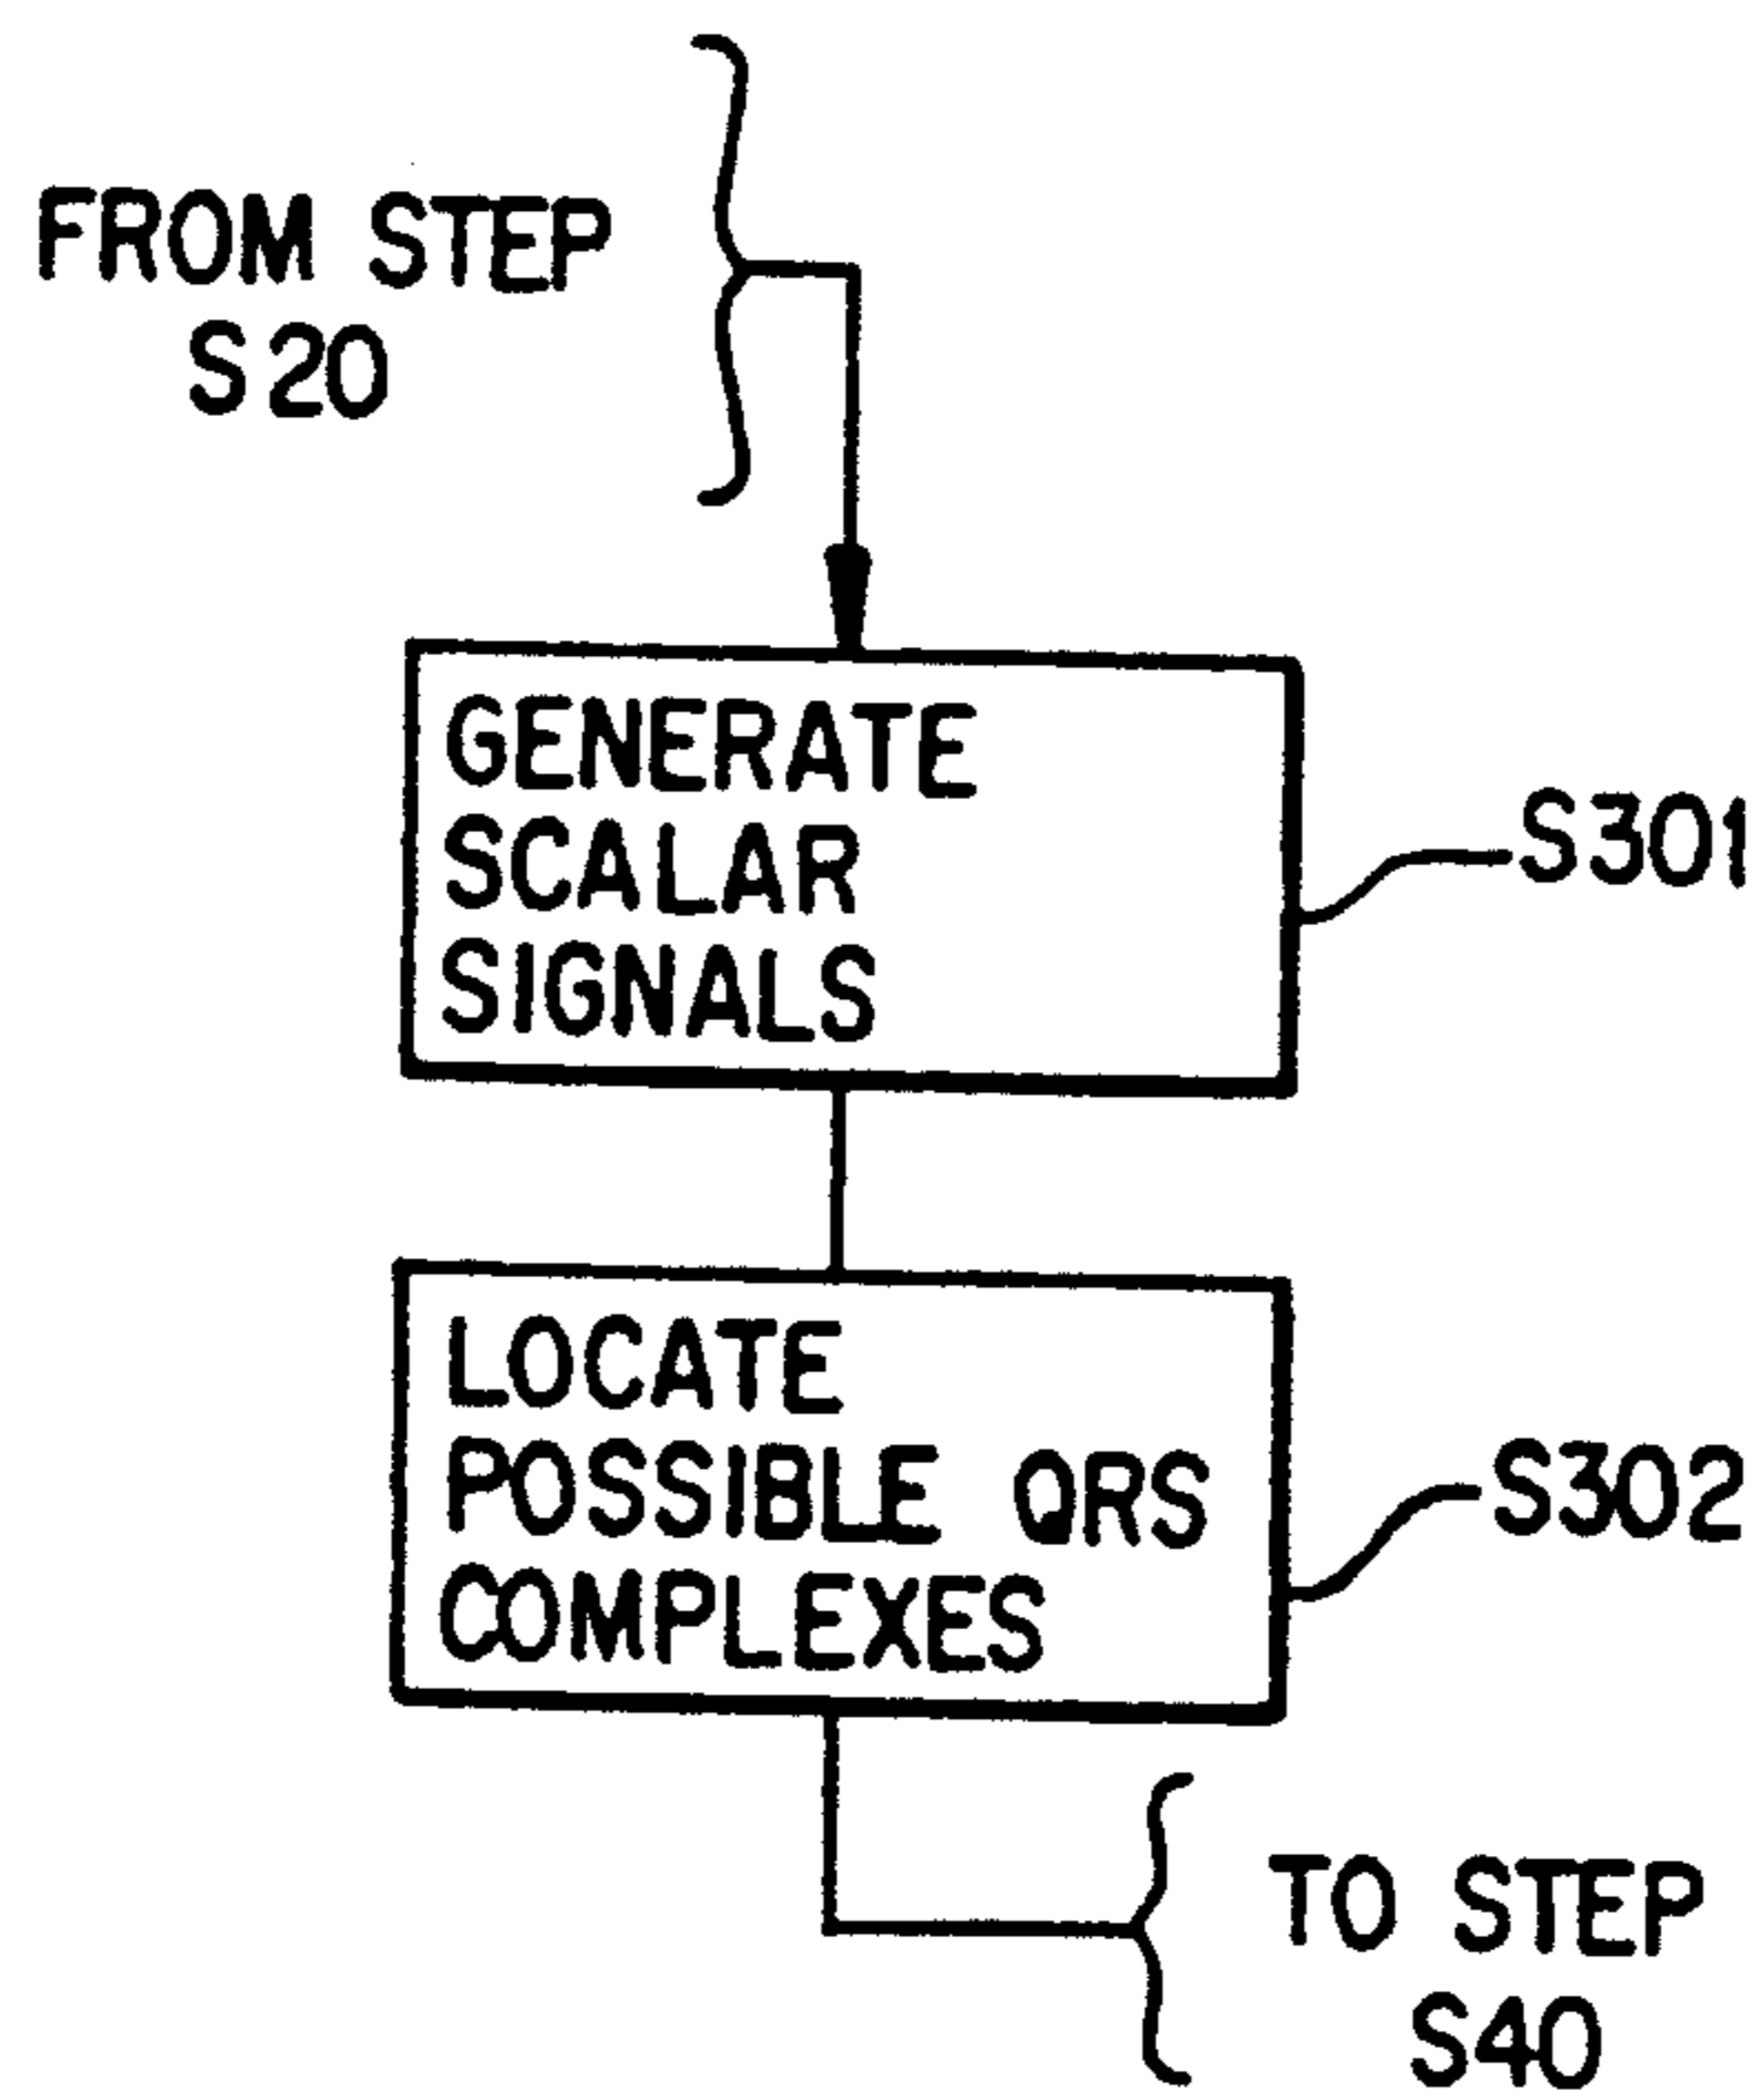 FROM STEP
S20
GENERATE
SCALAR
SIGNALS
S301
LOCATE
POSSIBLE QRS
COMPLEXES
S302
TO STEP
S40